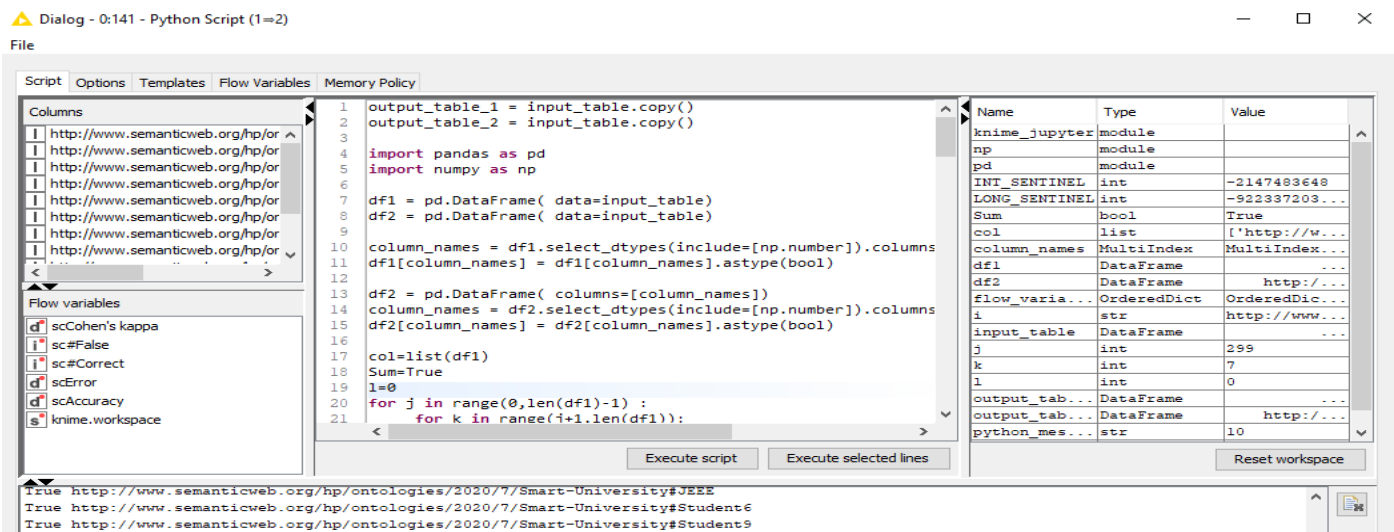 Dialog - 0:141 - Python Script (1⇒2)
File
Script Options Templates Flow Variables Memory Policy
Columns
I http://www.semanticweb.org/hp/or
I http://www.semanticweb.org/hp/or
I http://www.semanticweb.org/hp/or
I http://www.semanticweb.org/hp/or
I http://www.semanticweb.org/hp/or
I http://www.semanticweb.org/hp/or
I http://www.semanticweb.org/hp/or
I http://www.semanticweb.org/hp/or
Flow variables
d scCohen's kappa
i sc#False
i sc#Correct
d scError
d scAccuracy
s knime.workspace
1 output_table_1 = input_table.copy()
2 output_table_2 = input_table.copy()
3
4 import pandas as pd
5 import numpy as np
6
7 df1 = pd.DataFrame( data=input_table)
8 df2 = pd.DataFrame( data=input_table)
9
10 column_names = df1.select_dtypes(include=[np.number]).columns
11 df1[column_names] = df1[column_names].astype(bool)
12
13 df2 = pd.DataFrame( columns=[column_names])
14 column_names = df2.select_dtypes(include=[np.number]).columns
15 df2[column_names] = df2[column_names].astype(bool)
16
17 col=list(df1)
18 Sum=True
19 l=0
20 for j in range(0,len(df1)-1) :
21 for k in range(j+1,len(df1)):
Execute script Execute selected lines
Name Type Value
knime_jupyter module
np module
pd module
INT_SENTINEL int -2147483648
LONG_SENTINEL int -922337203...
Sum bool True
col list ['http://w...
column_names MultiIndex MultiIndex...
df1 DataFrame ...
df2 DataFrame http:/...
flow_varia... OrderedDict OrderedDic...
i str http://www...
input_table DataFrame ...
j int 299
k int 7
l int 0
output_tab... DataFrame ...
output_tab... DataFrame http:/...
python_mes... str 10
Reset workspace
True http://www.semanticweb.org/hp/ontologies/2020/7/Smart-University#JEEE
True http://www.semanticweb.org/hp/ontologies/2020/7/Smart-University#Student6
True http://www.semanticweb.org/hp/ontologies/2020/7/Smart-University#Student9